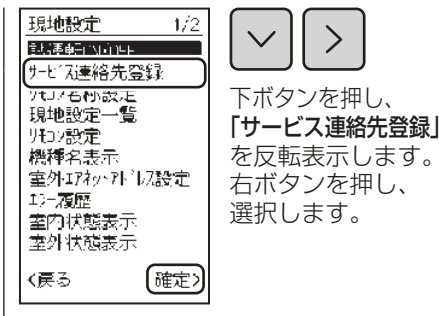 現地設定 1/2
サービス連絡先登録
リモコン名称設定
現地設定一覧
リモコン設定
機種名表示
室外エアネットアドレス設定
エラー履歴
室内状態表示
室外状態表示
<戻る 確定>
下ボタンを押し、
「サービス連絡先登録」
を反転表示します。
右ボタンを押し、
選択します。